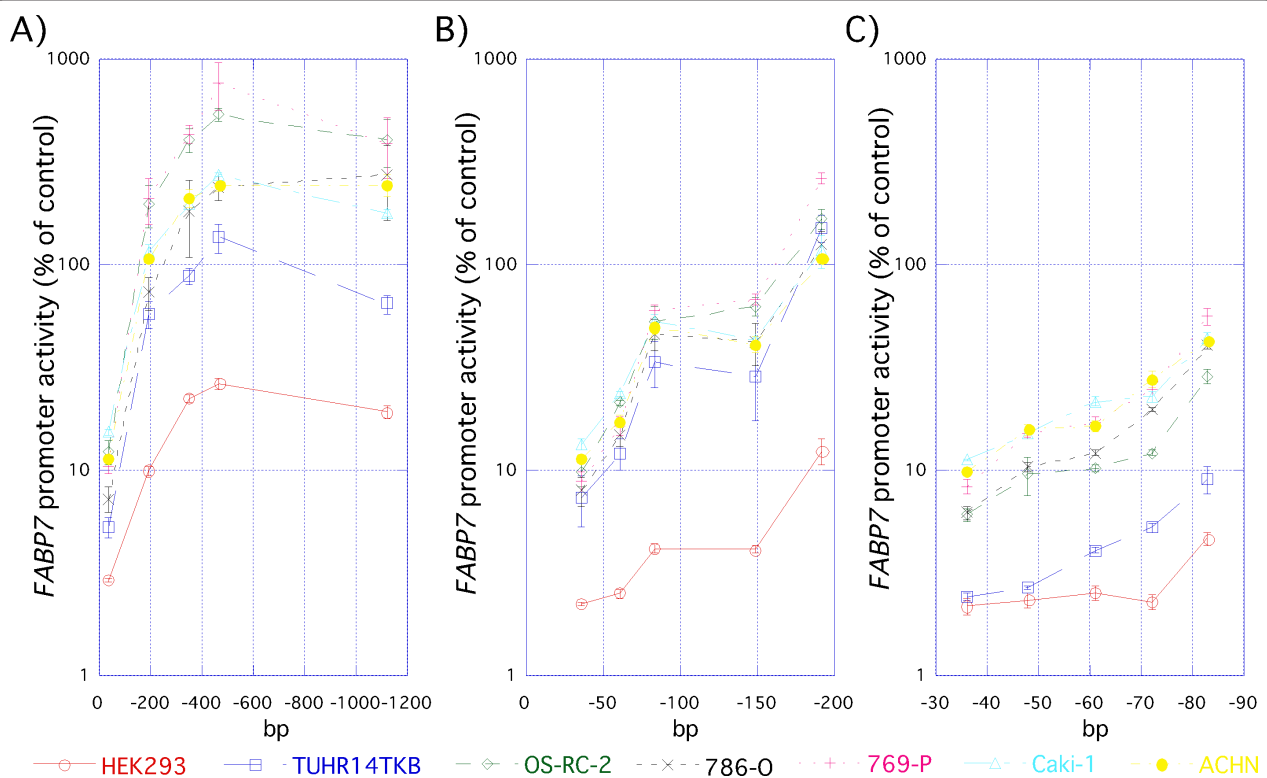 A) B) C)
FABP7 promoter activity (% of control)
1000
100
10
1
0 -200 -400 -600 -800 -1000 -1200
bp
FABP7 promoter activity (% of control)
1000
100
10
1
0 -50 -100 -150 -200
bp
FABP7 promoter activity (% of control)
1000
100
10
1
-30 -40 -50 -60 -70 -80 -90
bp
HEK293 TUHR14TKB OS-RC-2 786-O 769-P Caki-1 ACHN